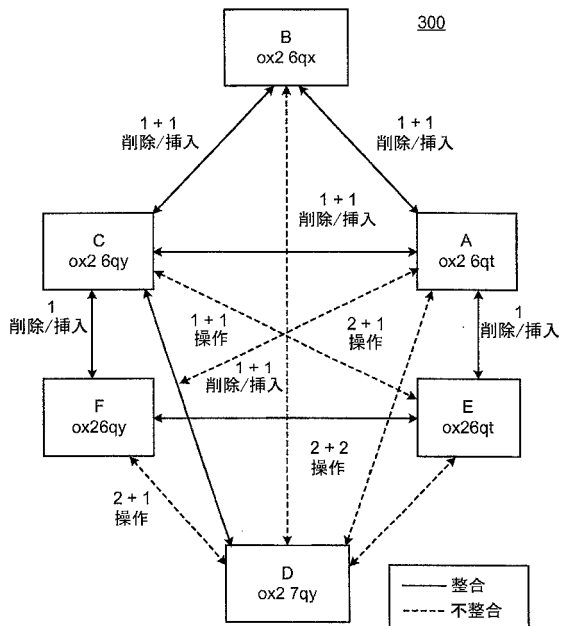 300
B
ox2 6qx
1 + 1
削除/挿入
1 + 1
削除/挿入
1 + 1
削除/挿入
C
ox2 6qy
A
ox2 6qt
1
削除/挿入
1 + 1
操作
2 + 1
操作
1
削除/挿入
1 + 1
削除/挿入
F
ox26qy
E
ox26qt
2 + 1
操作
2 + 2
操作
D
ox2 7qy
整合
不整合